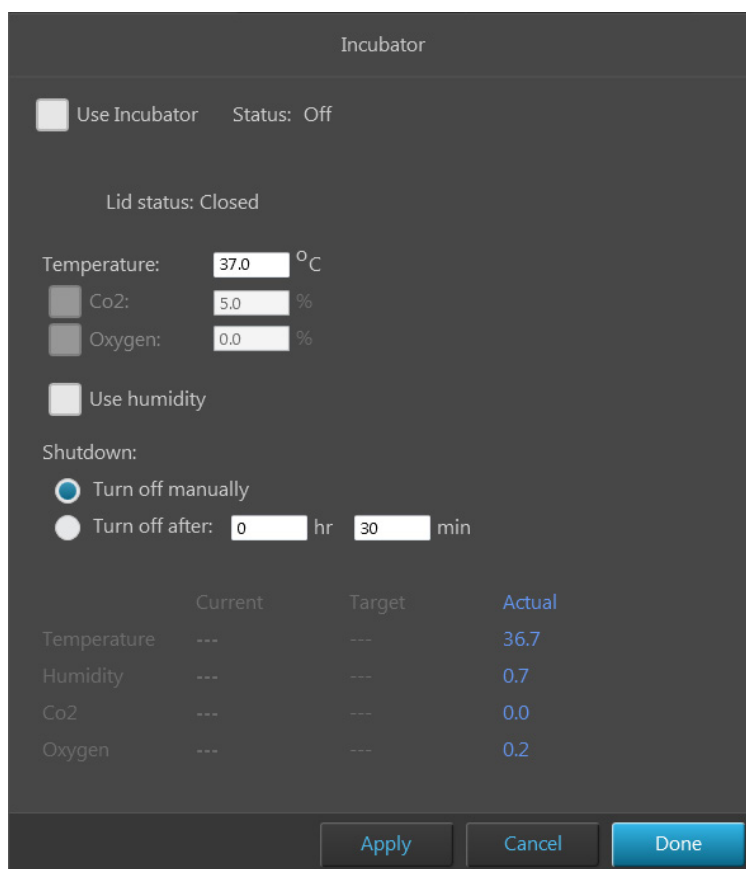 Incubator
Use Incubator Status: Off
Lid status: Closed
Temperature: 37.0 °C
Co2: 5.0 %
Oxygen: 0.0 %
Use humidity
Shutdown:
Turn off manually
Turn off after: 0 hr 30 min
Current Target Actual
Temperature --- --- 36.7
Humidity --- --- 0.7
Co2 --- --- 0.0
Oxygen --- --- 0.2
Apply Cancel Done